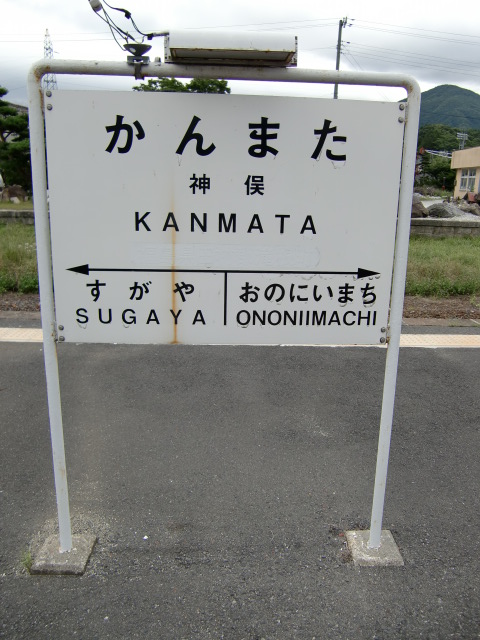 かんまた
神俣
KANMATA
すがや おのにいまち
SUGAYA ONONIIMACHI